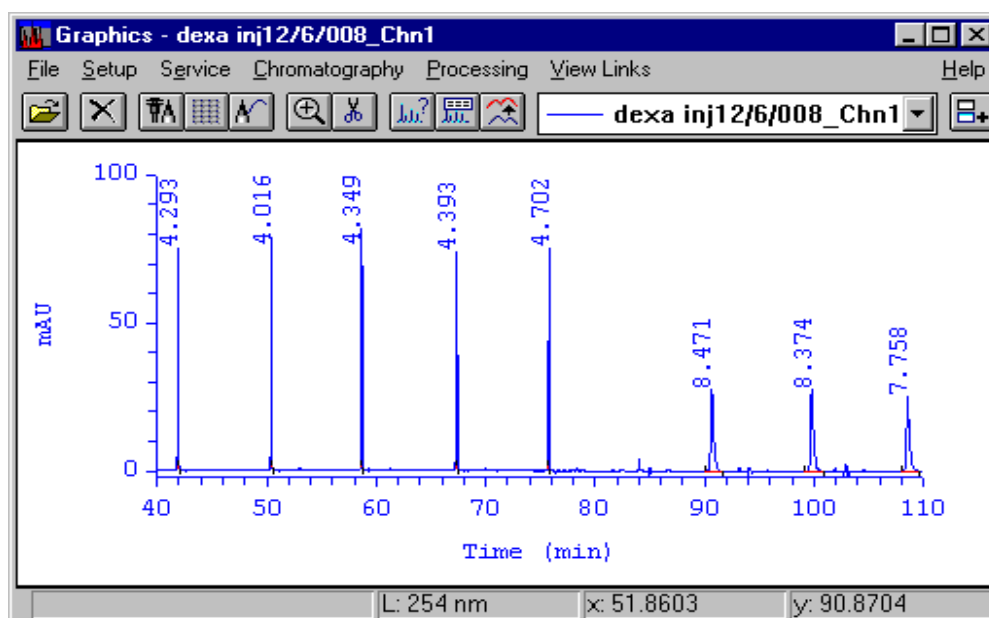 Graphics - dexa inj12/6/008_Chn1
File Setup Service Chromatography Processing View Links Help
dexa inj12/6/008_Chn1
100
50
0
mAU
4.293
4.016
4.349
4.393
4.702
8.471
8.374
7.758
40 50 60 70 80 90 100 110
Time (min)
L: 254 nm x: 51.8603 y: 90.8704